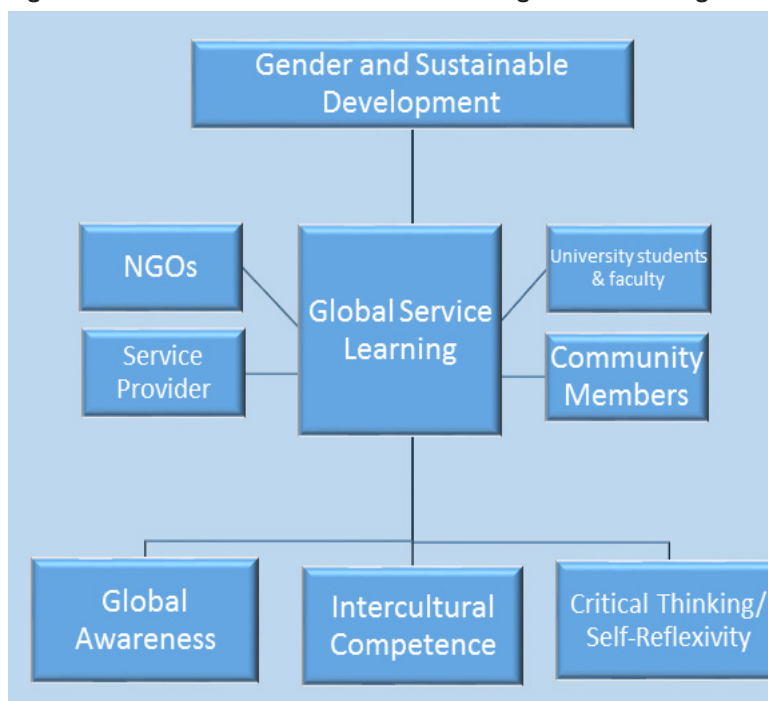 Gender and Sustainable
Development
NGOs
University students
& faculty
Global Service
Learning
Service
Provider
Community
Members
Global
Awareness
Intercultural
Competence
Critical Thinking/
Self-Reflexivity